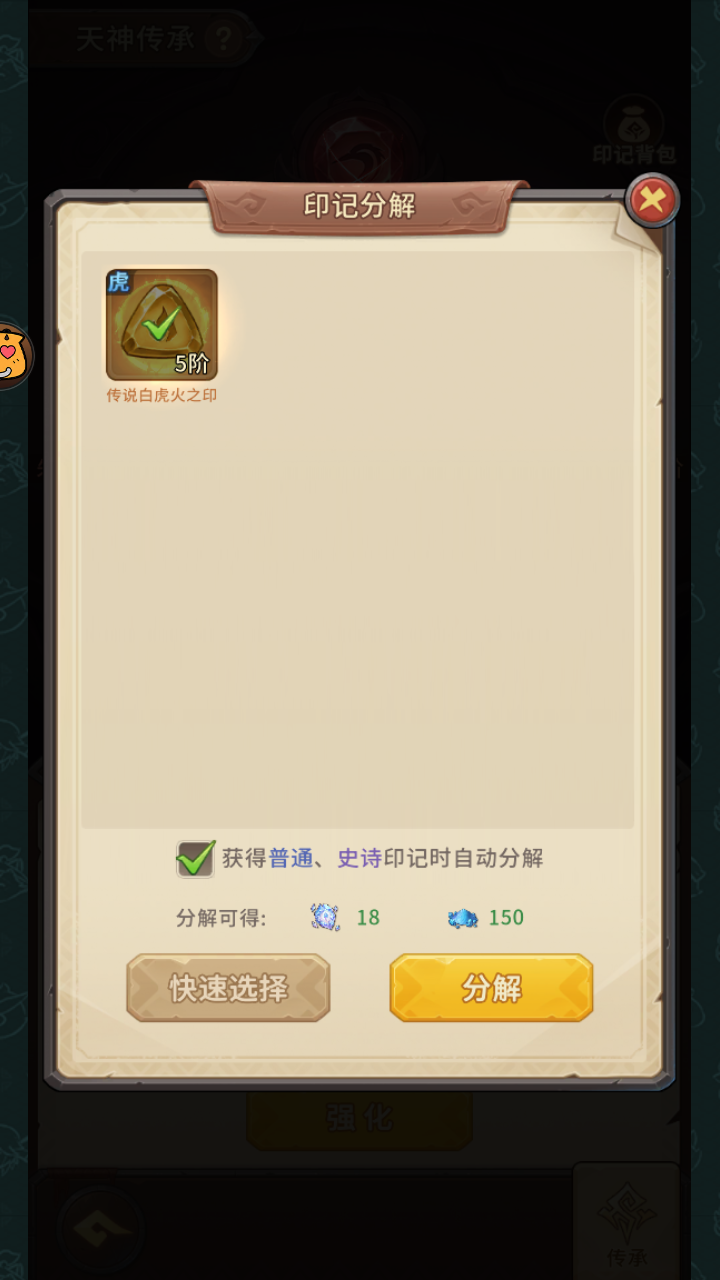 天神传承 ?
印记背包
印记分解
虎
5阶
传说白虎火之印
获得普通、史诗印记时自动分解
分解可得: 18 150
快速选择 分解
强化
传承